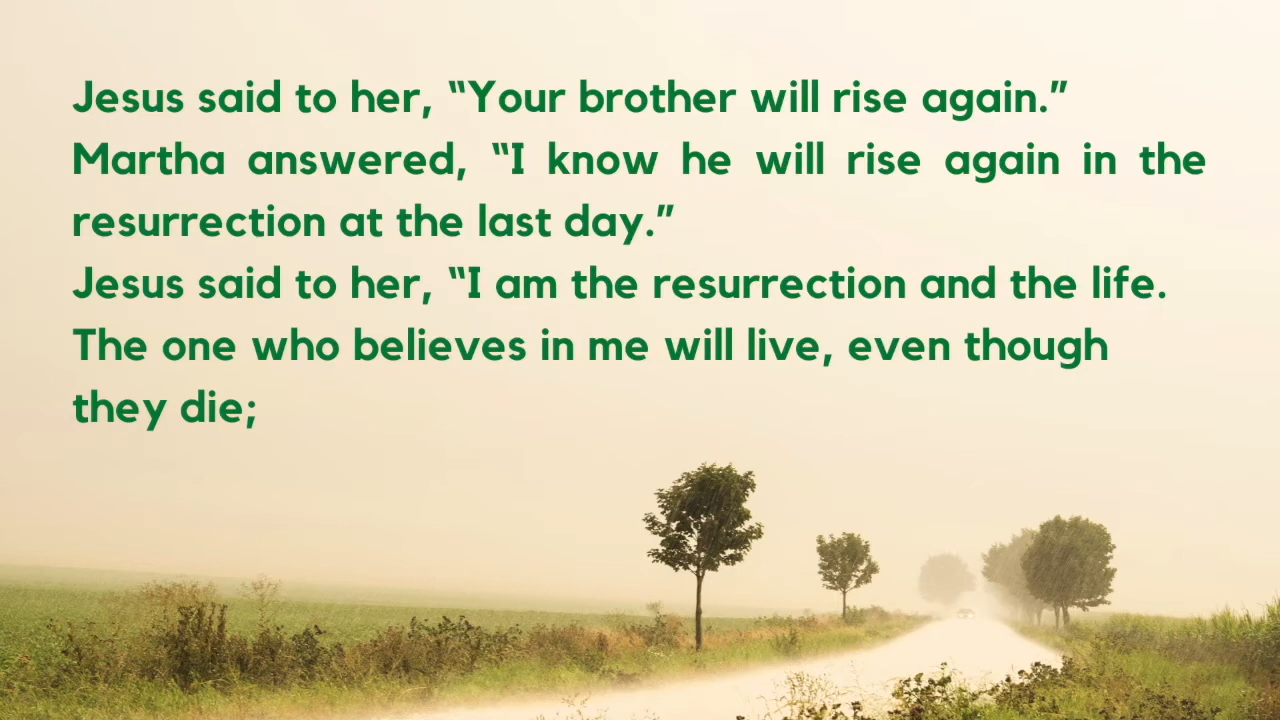 Jesus said to her, “Your brother will rise again.”
Martha answered, “I know he will rise again in the
resurrection at the last day.”
Jesus said to her, “I am the resurrection and the life.
The one who believes in me will live, even though
they die;